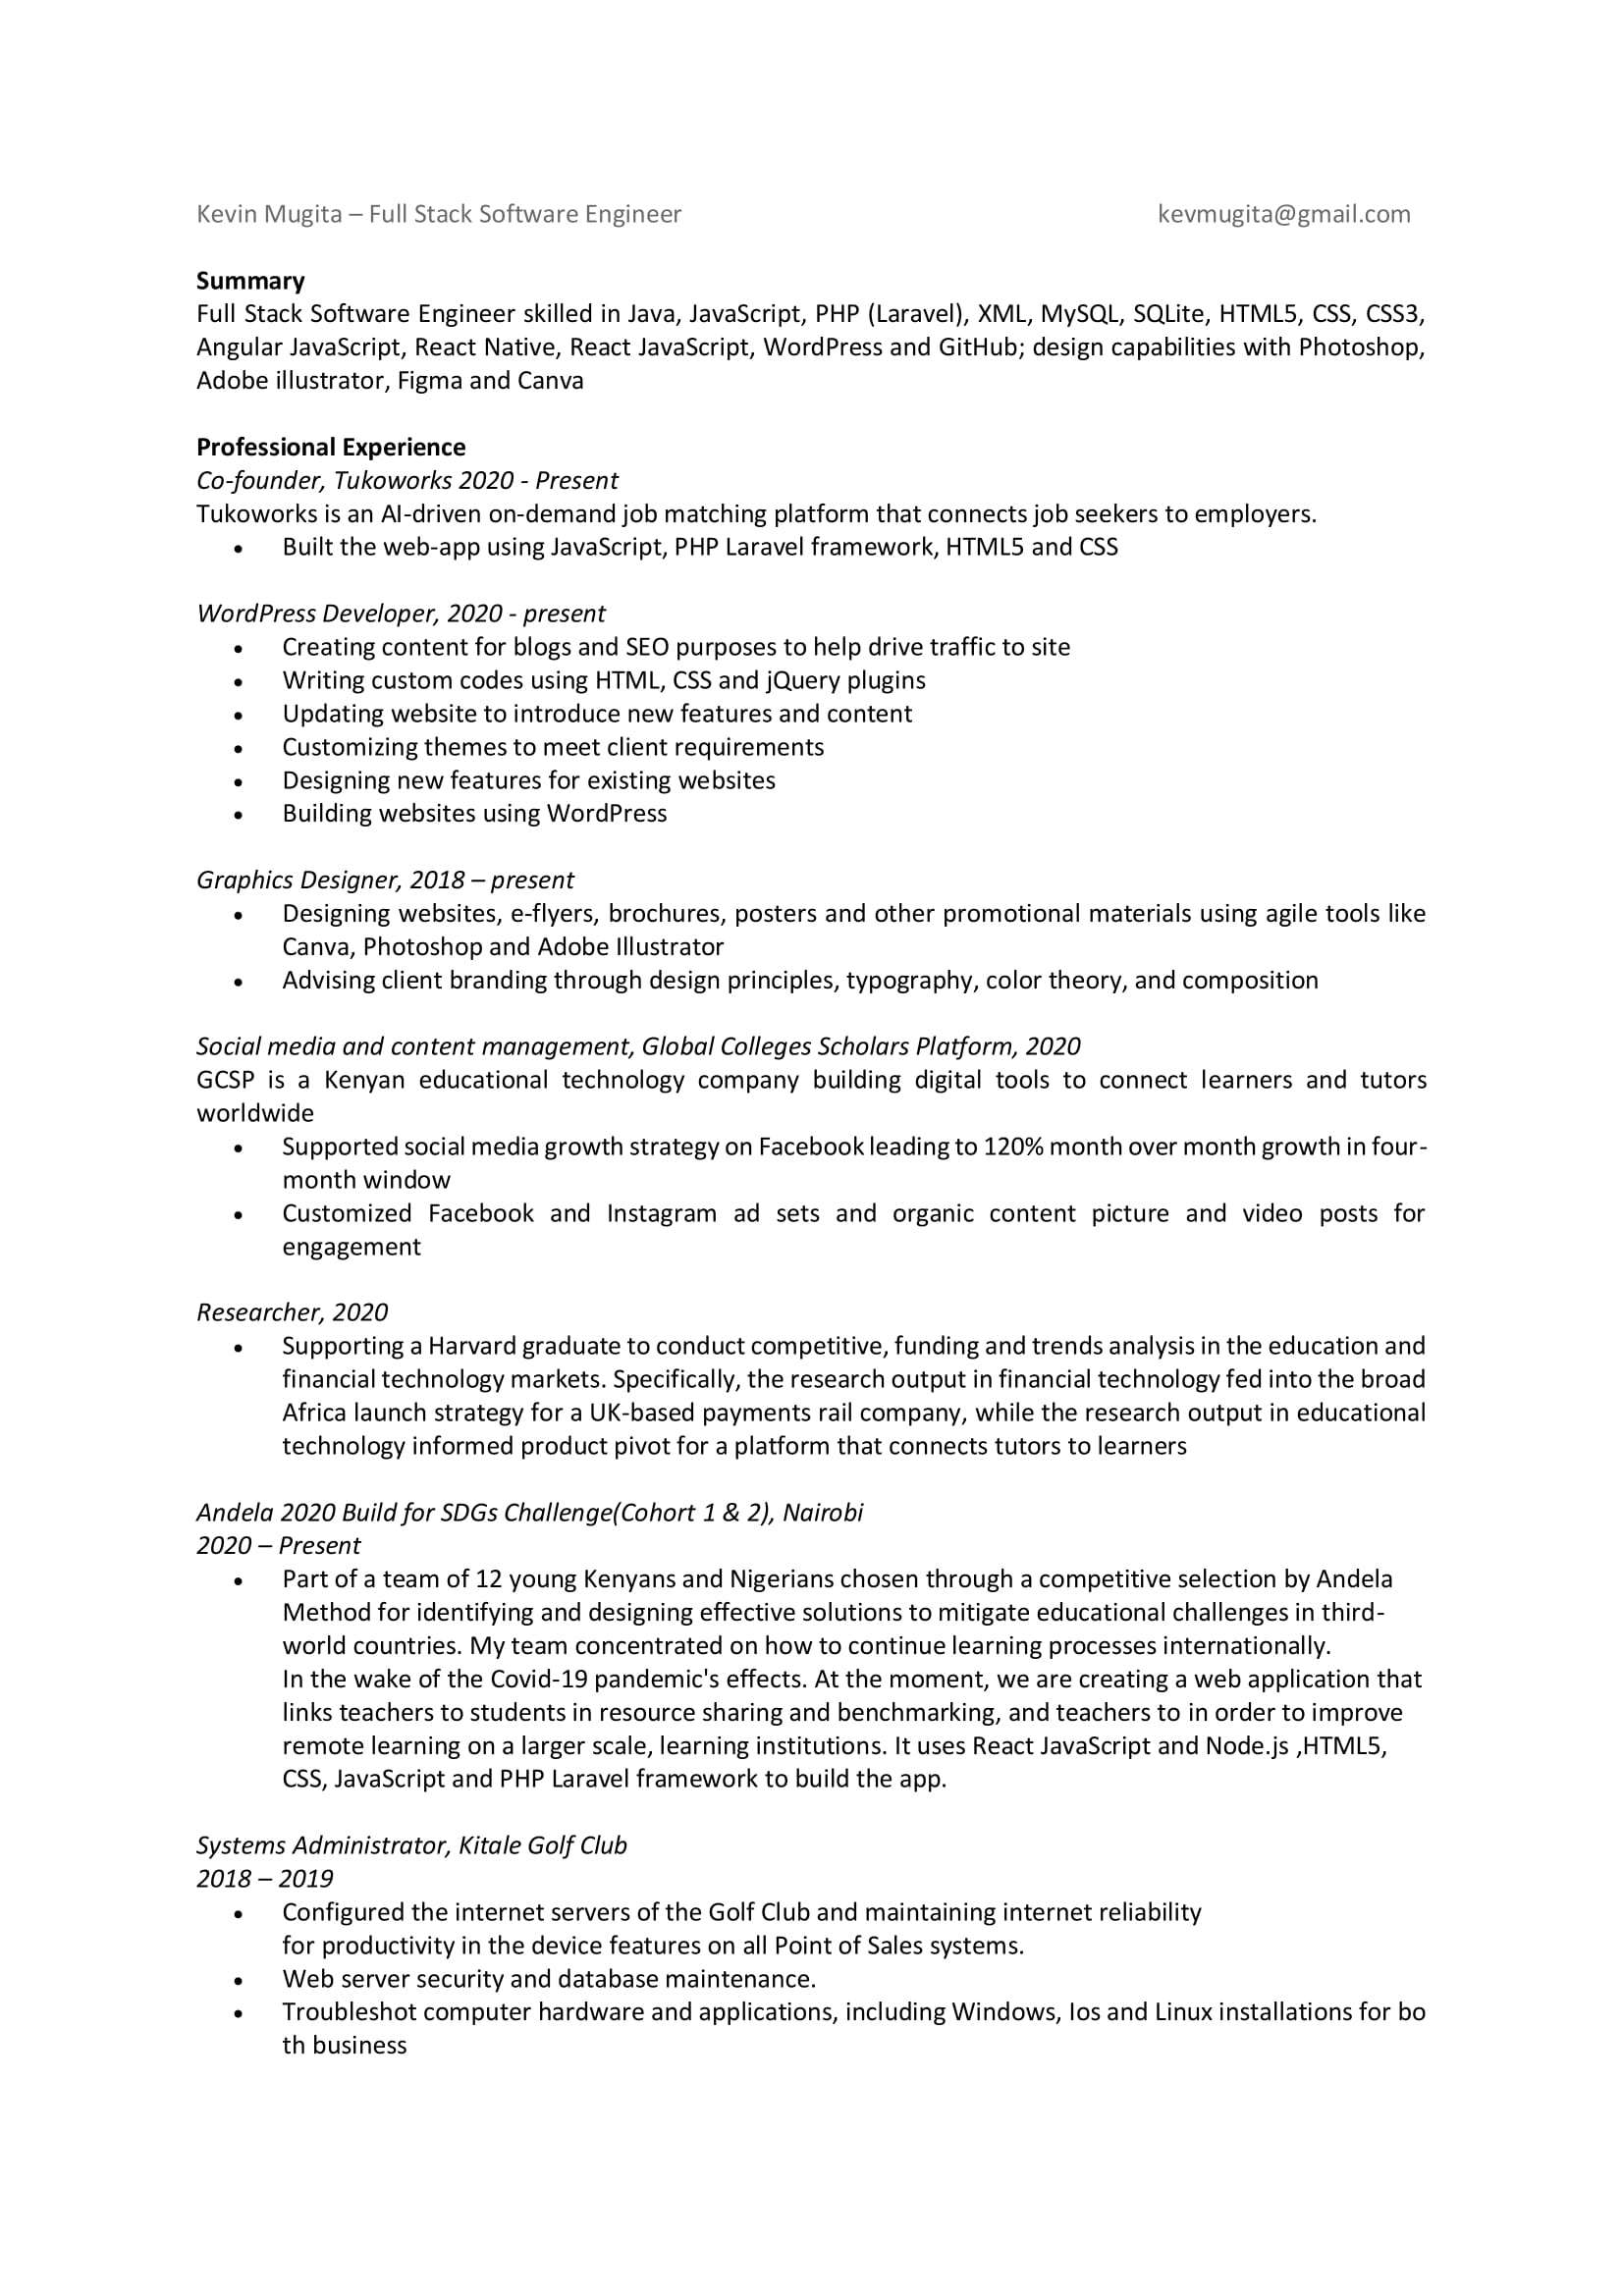 Kevin Mugita – Full Stack Software Engineer kevmugita@gmail.com
Summary
Full Stack Software Engineer skilled in Java, JavaScript, PHP (Laravel), XML, MySQL, SQLite, HTML5, CSS, CSS3,
Angular JavaScript, React Native, React JavaScript, WordPress and GitHub; design capabilities with Photoshop,
Adobe illustrator, Figma and Canva
Professional Experience
Co-founder, Tukoworks 2020 - Present
Tukoworks is an AI-driven on-demand job matching platform that connects job seekers to employers.
• Built the web-app using JavaScript, PHP Laravel framework, HTML5 and CSS
WordPress Developer, 2020 - present
• Creating content for blogs and SEO purposes to help drive traffic to site
• Writing custom codes using HTML, CSS and jQuery plugins
• Updating website to introduce new features and content
• Customizing themes to meet client requirements
• Designing new features for existing websites
• Building websites using WordPress
Graphics Designer, 2018 – present
• Designing websites, e-flyers, brochures, posters and other promotional materials using agile tools like
Canva, Photoshop and Adobe Illustrator
• Advising client branding through design principles, typography, color theory, and composition
Social media and content management, Global Colleges Scholars Platform, 2020
GCSP is a Kenyan educational technology company building digital tools to connect learners and tutors
worldwide
• Supported social media growth strategy on Facebook leading to 120% month over month growth in four-
month window
• Customized Facebook and Instagram ad sets and organic content picture and video posts for
engagement
Researcher, 2020
• Supporting a Harvard graduate to conduct competitive, funding and trends analysis in the education and
financial technology markets. Specifically, the research output in financial technology fed into the broad
Africa launch strategy for a UK-based payments rail company, while the research output in educational
technology informed product pivot for a platform that connects tutors to learners
Andela 2020 Build for SDGs Challenge(Cohort 1 & 2), Nairobi
2020 – Present
• Part of a team of 12 young Kenyans and Nigerians chosen through a competitive selection by Andela
Method for identifying and designing effective solutions to mitigate educational challenges in third-
world countries. My team concentrated on how to continue learning processes internationally.
In the wake of the Covid-19 pandemic's effects. At the moment, we are creating a web application that
links teachers to students in resource sharing and benchmarking, and teachers to in order to improve
remote learning on a larger scale, learning institutions. It uses React JavaScript and Node.js ,HTML5,
CSS, JavaScript and PHP Laravel framework to build the app.
Systems Administrator, Kitale Golf Club
2018 – 2019
• Configured the internet servers of the Golf Club and maintaining internet reliability
for productivity in the device features on all Point of Sales systems.
• Web server security and database maintenance.
• Troubleshot computer hardware and applications, including Windows, Ios and Linux installations for bo
th business